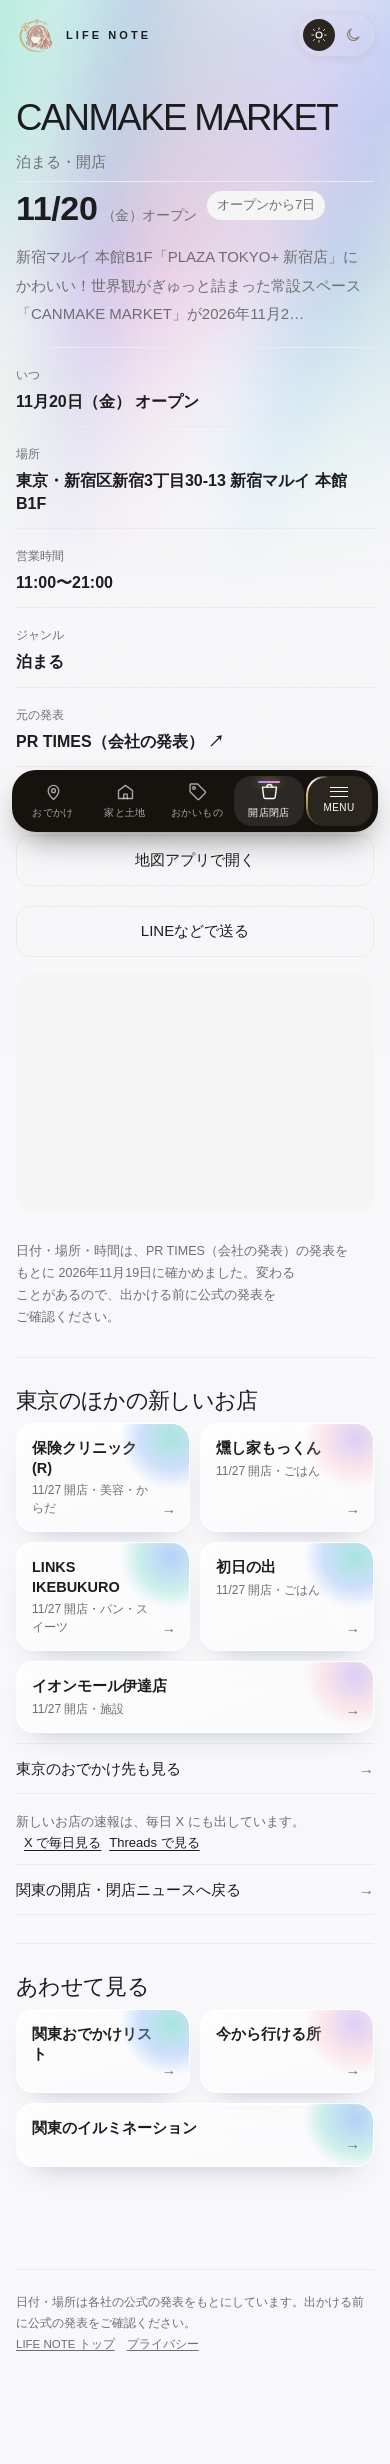 LIFE NOTE
CANMAKE MARKET
泊まる・開店
11/20 （金）オープン オープンから7日
新宿マルイ 本館B1F「PLAZA TOKYO+ 新宿店」に
かわいい！世界観がぎゅっと詰まった常設スペース
「CANMAKE MARKET」が2026年11月2…
いつ
11月20日（金） オープン
場所
東京・新宿区新宿3丁目30-13 新宿マルイ 本館
B1F
営業時間
11:00〜21:00
ジャンル
泊まる
元の発表
PR TIMES（会社の発表） ↗
おでかけ 家と土地 おかいもの 開店閉店 MENU
地図アプリで開く
LINEなどで送る
日付・場所・時間は、PR TIMES（会社の発表）の発表を
もとに 2026年11月19日に確かめました。変わる
ことがあるので、出かける前に公式の発表を
ご確認ください。
東京のほかの新しいお店
保険クリニック
(R)
11/27 開店・美容・か
らだ
→
燻し家もっくん
11/27 開店・ごはん
→
LINKS
IKEBUKURO
11/27 開店・パン・ス
イーツ
→
初日の出
11/27 開店・ごはん
→
イオンモール伊達店
11/27 開店・施設
→
東京のおでかけ先も見る →
新しいお店の速報は、毎日 X にも出しています。
X で毎日見る Threads で見る
関東の開店・閉店ニュースへ戻る →
あわせて見る
関東おでかけリス
ト
→
今から行ける所
→
関東のイルミネーション
→
日付・場所は各社の公式の発表をもとにしています。出かける前
に公式の発表をご確認ください。
LIFE NOTE トップ プライバシー